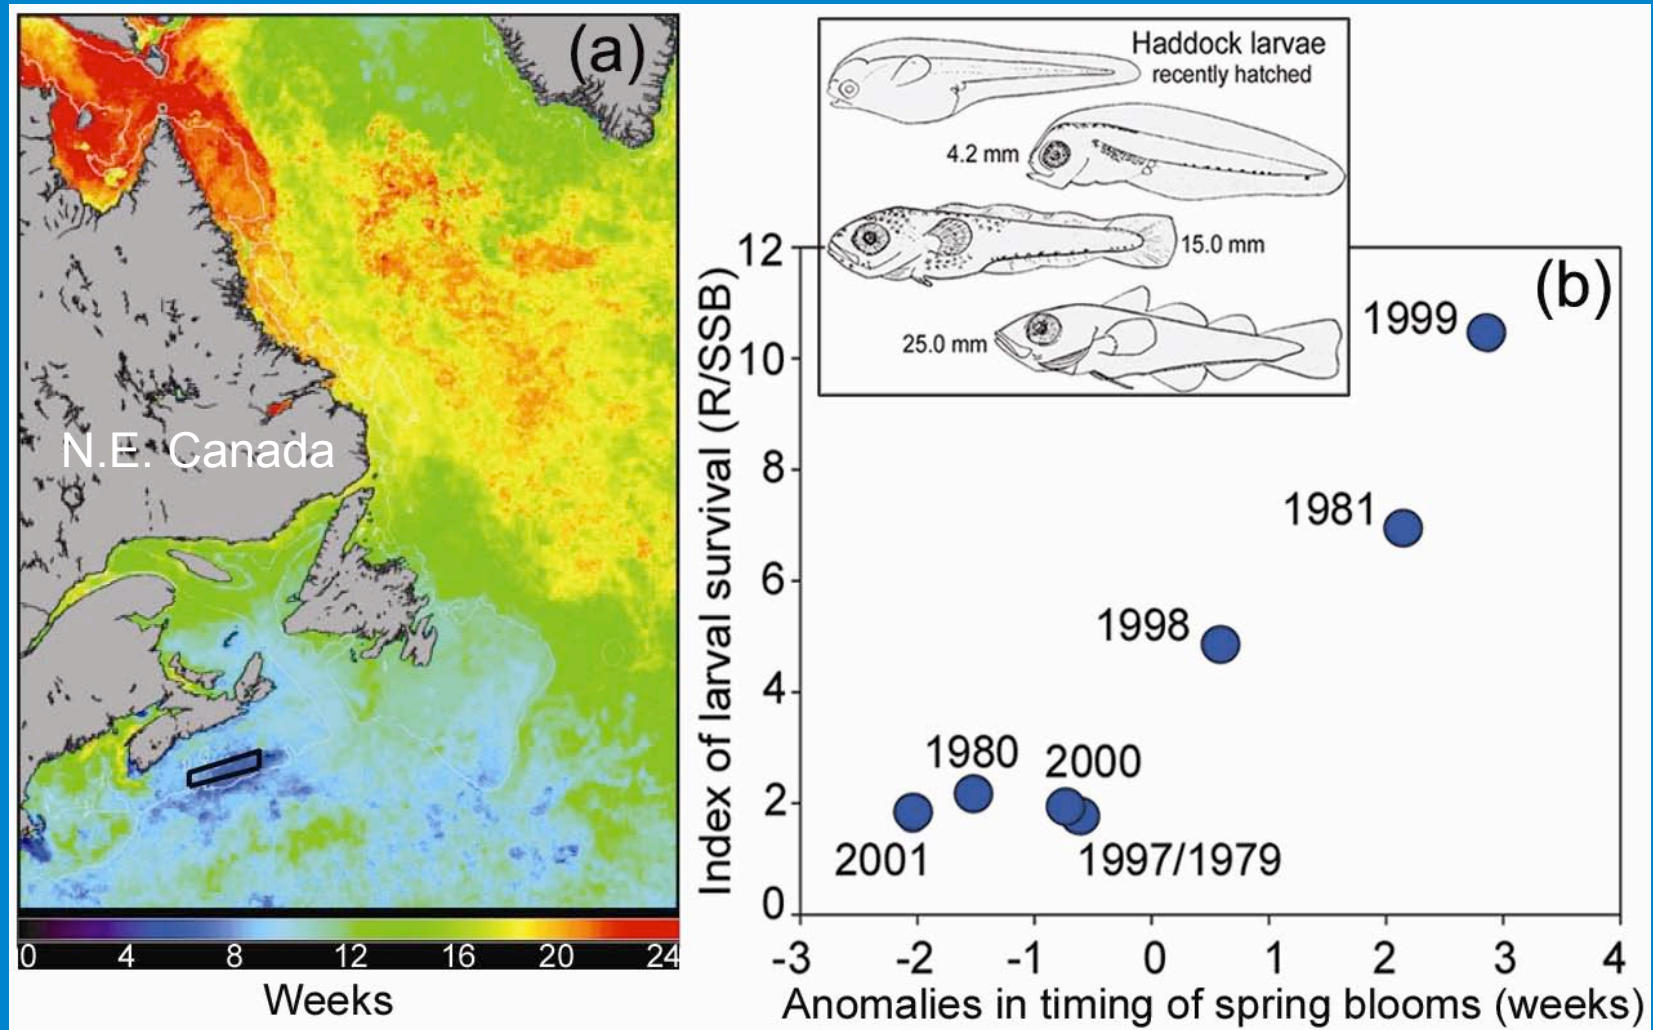 (a)
N.E. Canada
0 4 8 12 16 20 24
Weeks
Haddock larvae
recently hatched
4.2 mm
15.0 mm
25.0 mm
(b)
Index of larval survival (R/SSB)
12
10
8
6
4
2
0
1999
1981
1998
1980
2000
2001
1997/1979
-3 -2 -1 0 1 2 3 4
Anomalies in timing of spring blooms (weeks)